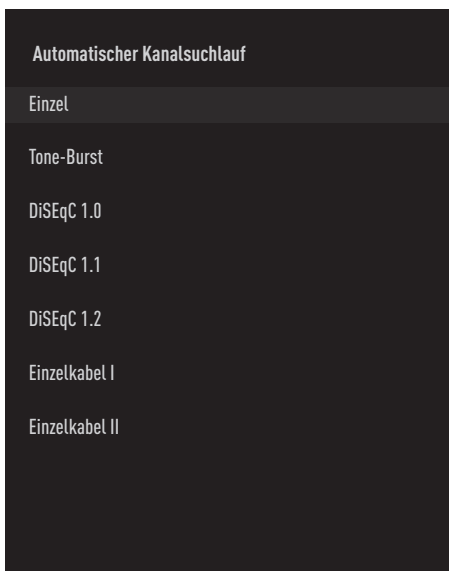 Automatischer Kanalsuchlauf
Einzel
Tone-Burst
DiSEqC 1.0
DiSEqC 1.1
DiSEqC 1.2
Einzelkabel I
Einzelkabel II